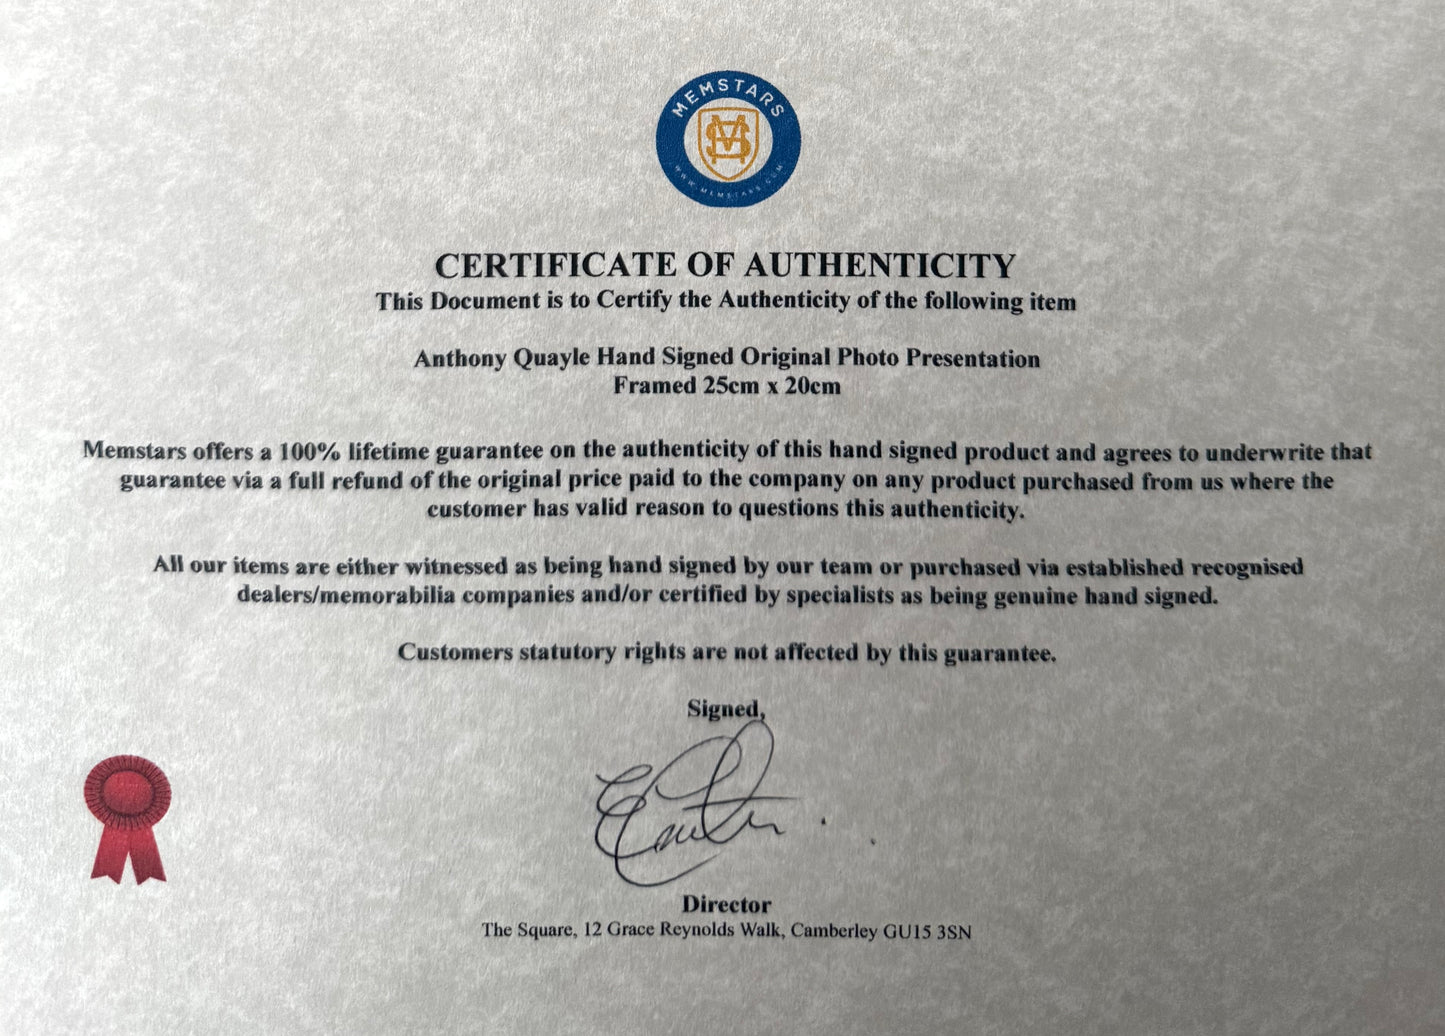 MEMSTARS
WWW.MEMSTARS.COM
CERTIFICATE OF AUTHENTICITY
This Document is to Certify the Authenticity of the following item
Anthony Quayle Hand Signed Original Photo Presentation
Framed 25cm x 20cm
Memstars offers a 100% lifetime guarantee on the authenticity of this hand signed product and agrees to underwrite that
guarantee via a full refund of the original price paid to the company on any product purchased from us where the
customer has valid reason to questions this authenticity.
All our items are either witnessed as being hand signed by our team or purchased via established recognised
dealers/memorabilia companies and/or certified by specialists as being genuine hand signed.
Customers statutory rights are not affected by this guarantee.
Signed,
Director
The Square, 12 Grace Reynolds Walk, Camberley GU15 3SN